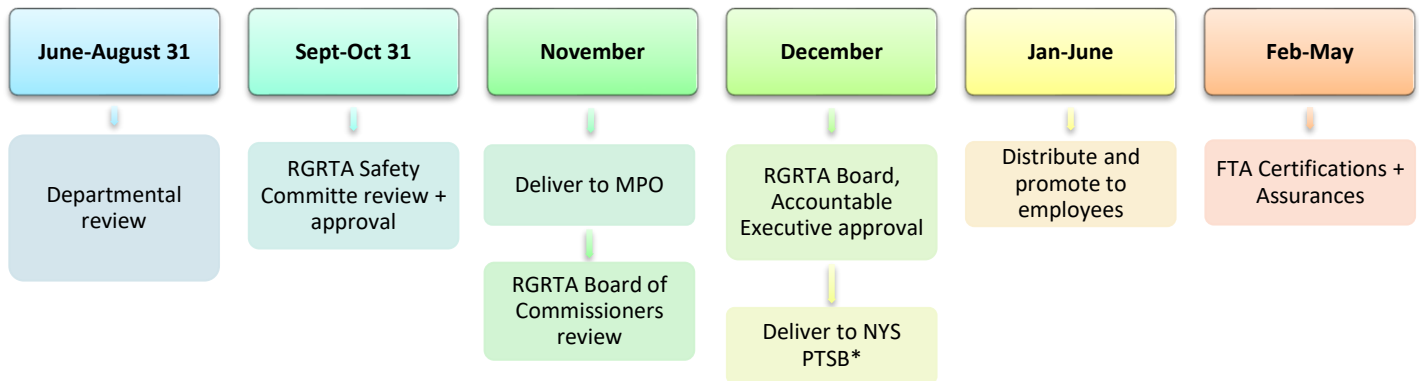 June-August 31
Sept-Oct 31
November
December
Jan-June
Feb-May
Departmental
review
RGRTA Safety
Committe review +
approval
Deliver to MPO
RGRTA Board of
Commissioners
review
RGRTA Board,
Accountable
Executive approval
Deliver to NYS
PTSB*
Distribute and
promote to
employees
FTA Certifications +
Assurances